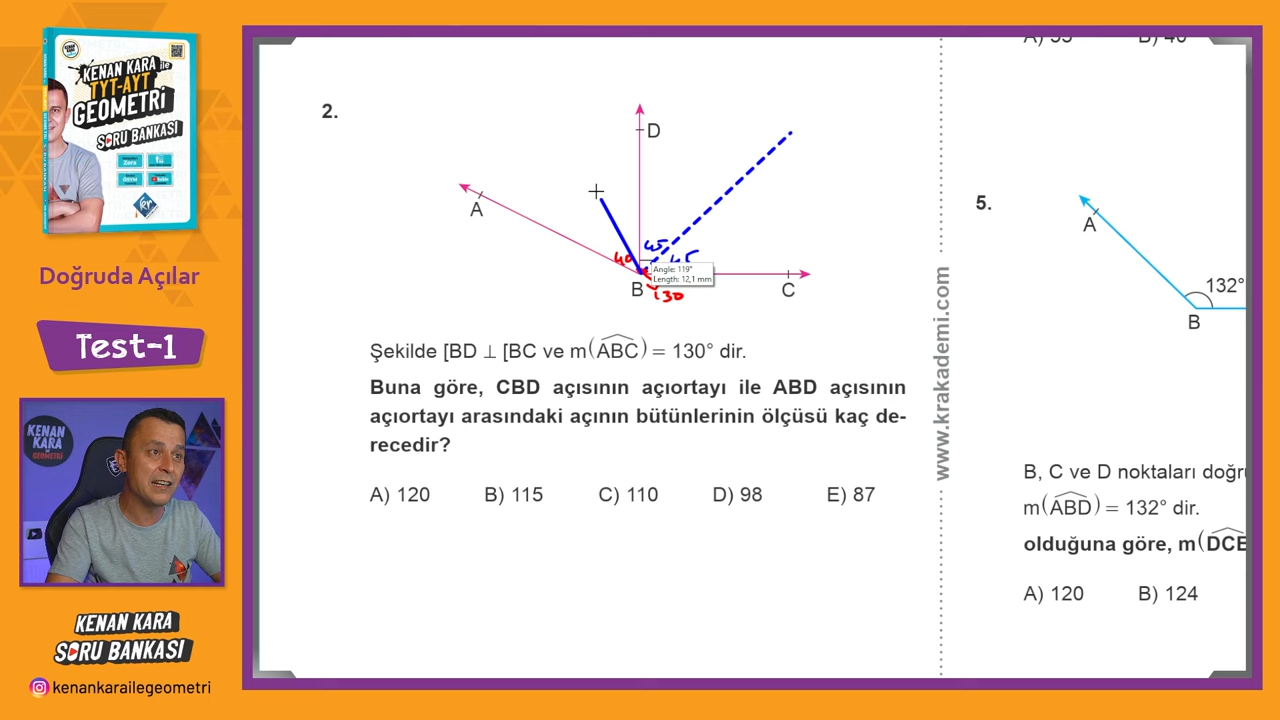 KENAN KARA ile
TYT-AYT
GEOMETRİ
SORU BANKASI
Doğruda Açılar
Test-1
KENAN
KARA
GEOMETRİ
KENAN KARA
SORU BANKASI
kenankarailegeometri
2.
D
A
B
C
40
45
45
130
Angle: 119°
Length: 12,1 mm
Şekilde [BD ⊥ [BC ve m(ABC) = 130° dir.
Buna göre, CBD açısının açıortayı ile ABD açısının
açıortayı arasındaki açının bütünlerinin ölçüsü kaç de-
recedir?
A) 120 B) 115 C) 110 D) 98 E) 87
www.krakademi.com
5.
A
B
132°
B, C ve D noktaları doğru
m(ABD) = 132° dir.
olduğuna göre, m(DCE
A) 120 B) 124